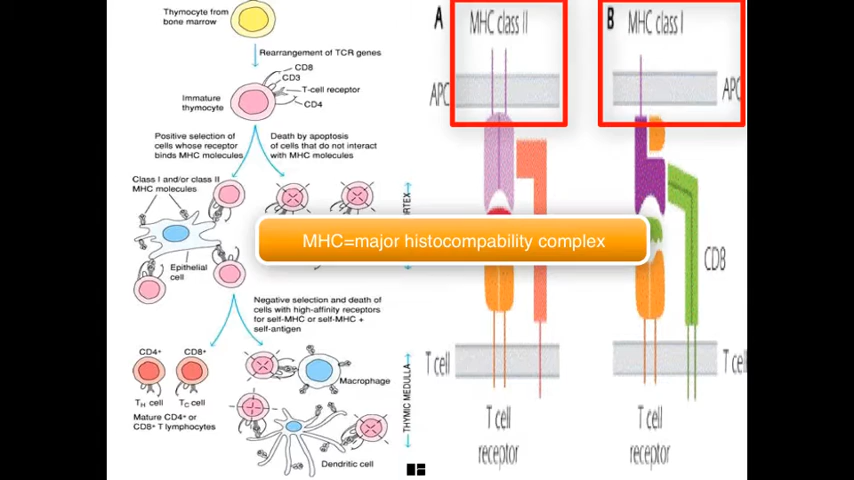 Thymocyte from
bone marrow
Rearrangement of TCR genes
CD8
CD3
T-cell receptor
CD4
Immature
thymocyte
Positive selection of
cells whose receptor
binds MHC molecules
Death by apoptosis
of cells that do not interact
with MHC molecules
Class I and/or class II
MHC molecules
Epithelial
cell
Negative selection and death of
cells with high-affinity receptors
for self-MHC or self-MHC +
self-antigen
CD4+
CD8+
TH cell
TC cell
Mature CD4+ or
CD8+ T lymphocytes
Macrophage
Dendritic cell
THYMIC MEDULLA
MHC=major histocompability complex
A
MHC class II
APC
T cell
T cell
receptor
B
MHC class I
APC
CD8
T cell
T cell
receptor